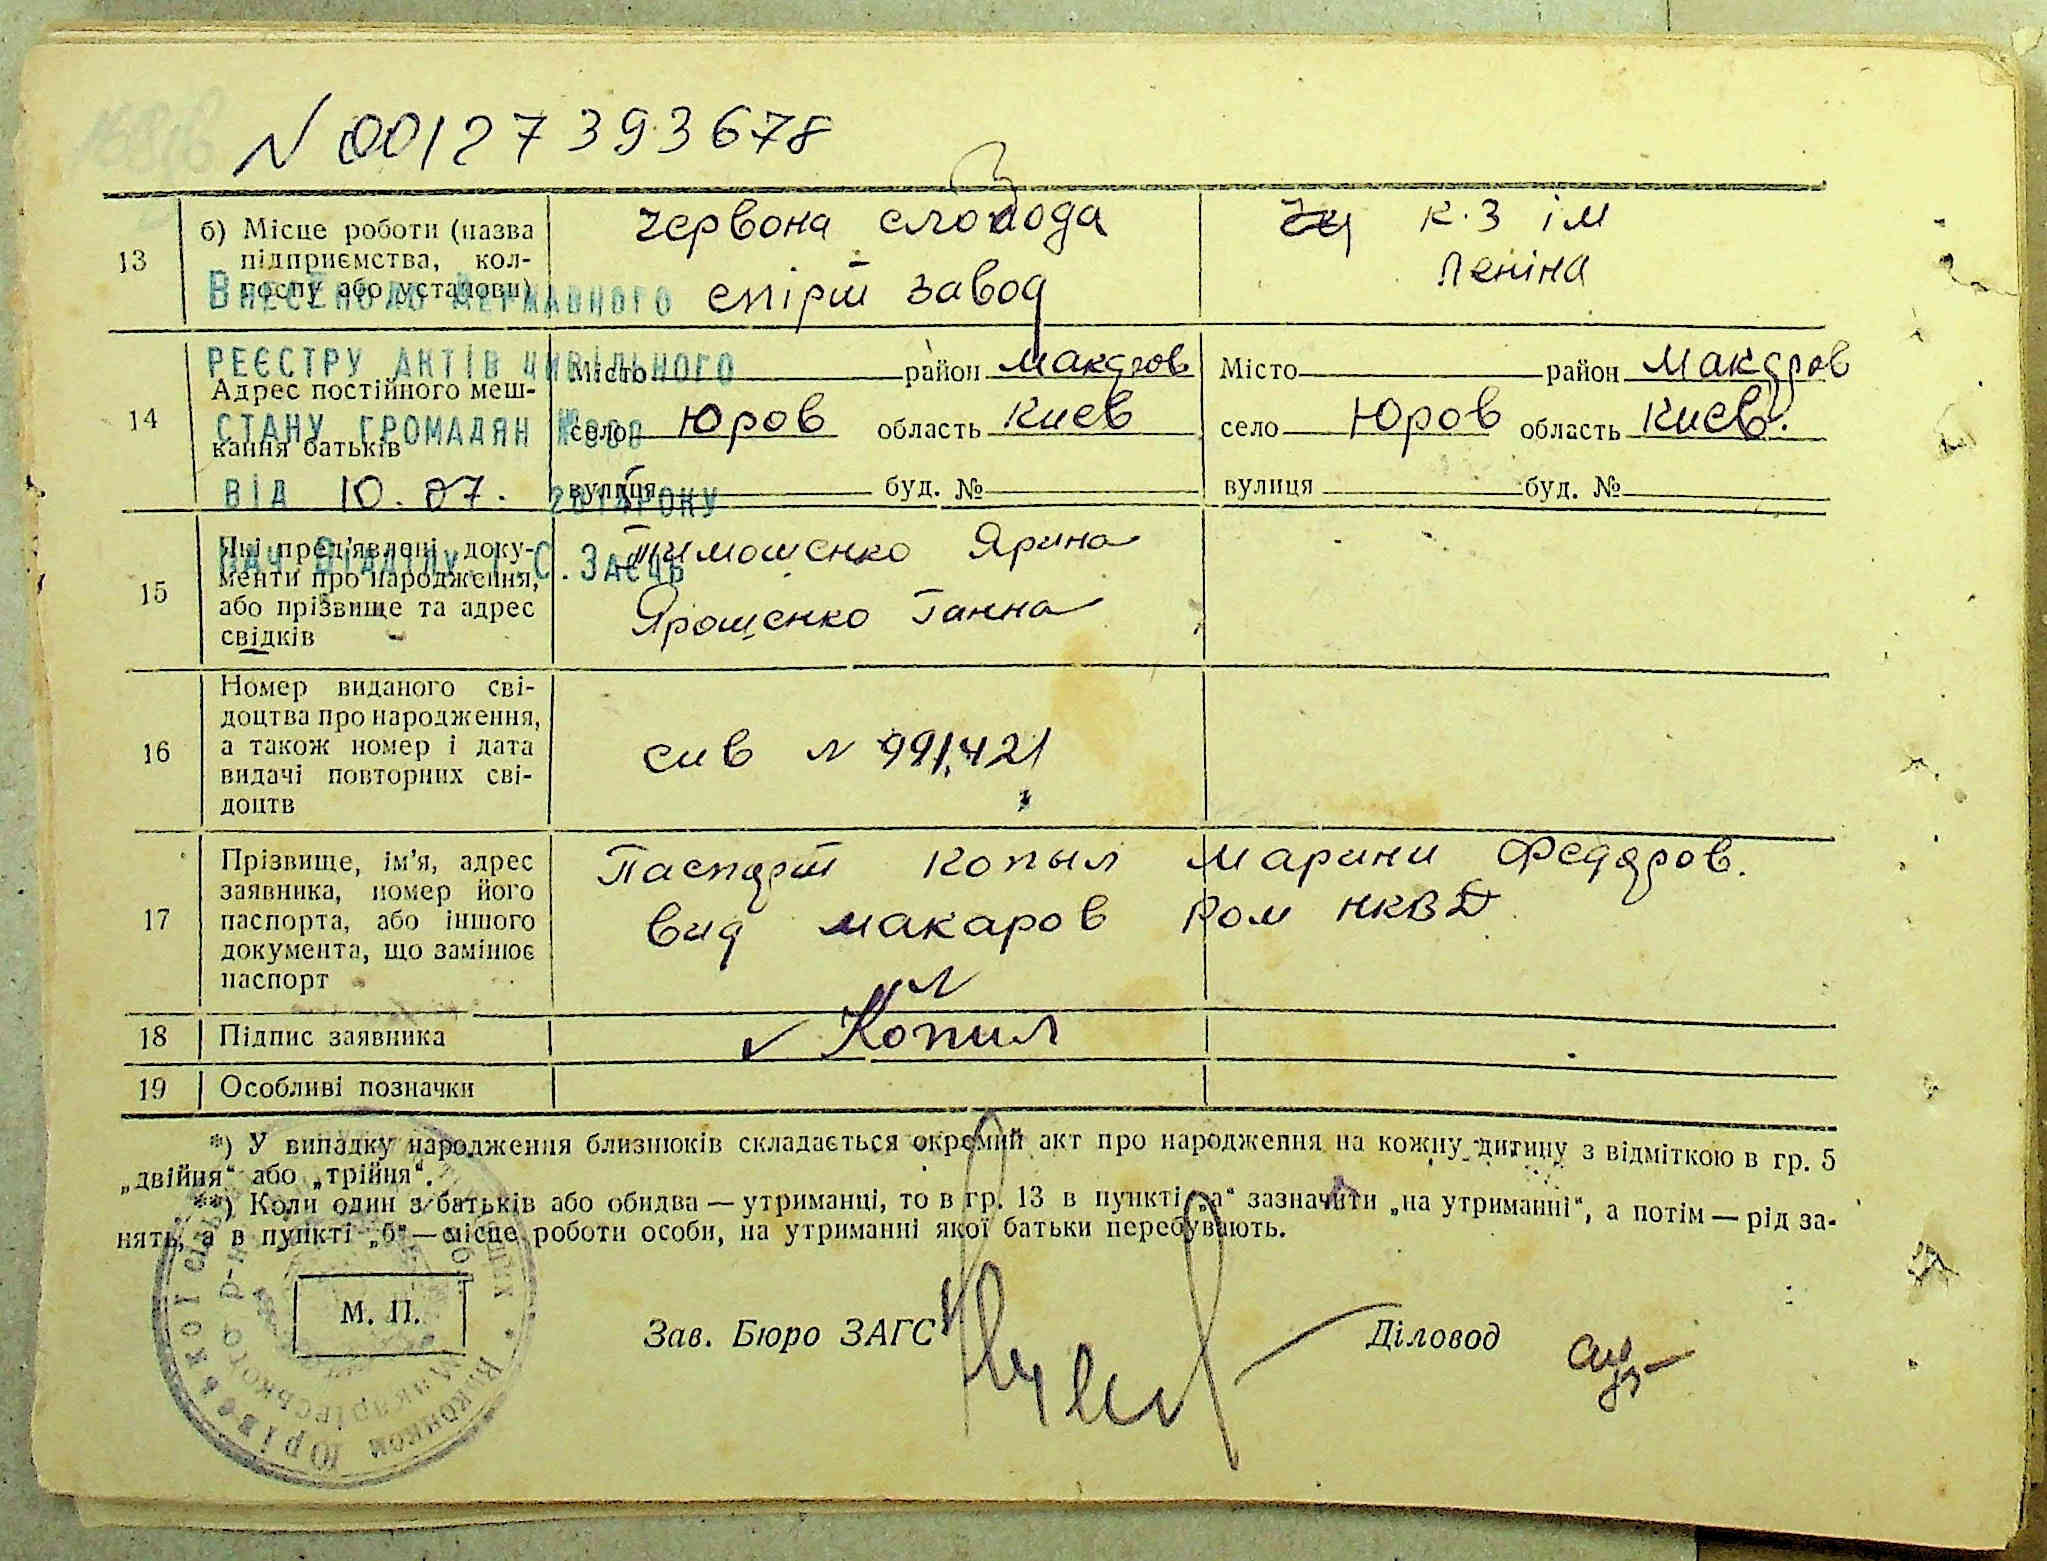 N 00127393678
13
б) Місце роботи (назва
підприємства, кол-
госпу або установи)
червона слобода
спірт завод
к.з ім
Леніна
Внесено до Державного
реєстру актів цивільного
стану громадян
від 10.07. 2013 року
Нач. відділу І.С. Заєць
14
Адрес постійного меш-
кання батьків
Місто район Макаров
село Юров область Києв
вулиця буд. №
Місто район Макаров
село Юров область Києв.
вулиця буд. №
15
Які пред'явлені доку-
менти про народження,
або прізвище та адрес
свідків
Тимошенко Ярина
Ярошенко Ганна
16
Номер виданого сві-
доцтва про народження,
а також номер і дата
видачі повторних сві-
доцтв
сив N 991421
17
Прізвище, ім'я, адрес
заявника, номер його
паспорта, або іншого
документа, що замінює
паспорт
Паспорт Копыл Марини Федоров.
вид макаров Ром НКВД
N
18
Підпис заявника
Копил
19
Особливі позначки
*) У випадку народження близнюків складається окремий акт про народження на кожну дитину з відміткою в гр. 5
„двійня“ або „трійня“.
**) Коли один з батьків або обидва — утриманці, то в гр. 13 в пункті „а“ зазначити „на утриманні“, а потім — рід за-
нять, а в пункті „б“ — місце роботи особи, на утриманні якої батьки перебувають.
М. П.
Зав. Бюро ЗАГС
Діловод